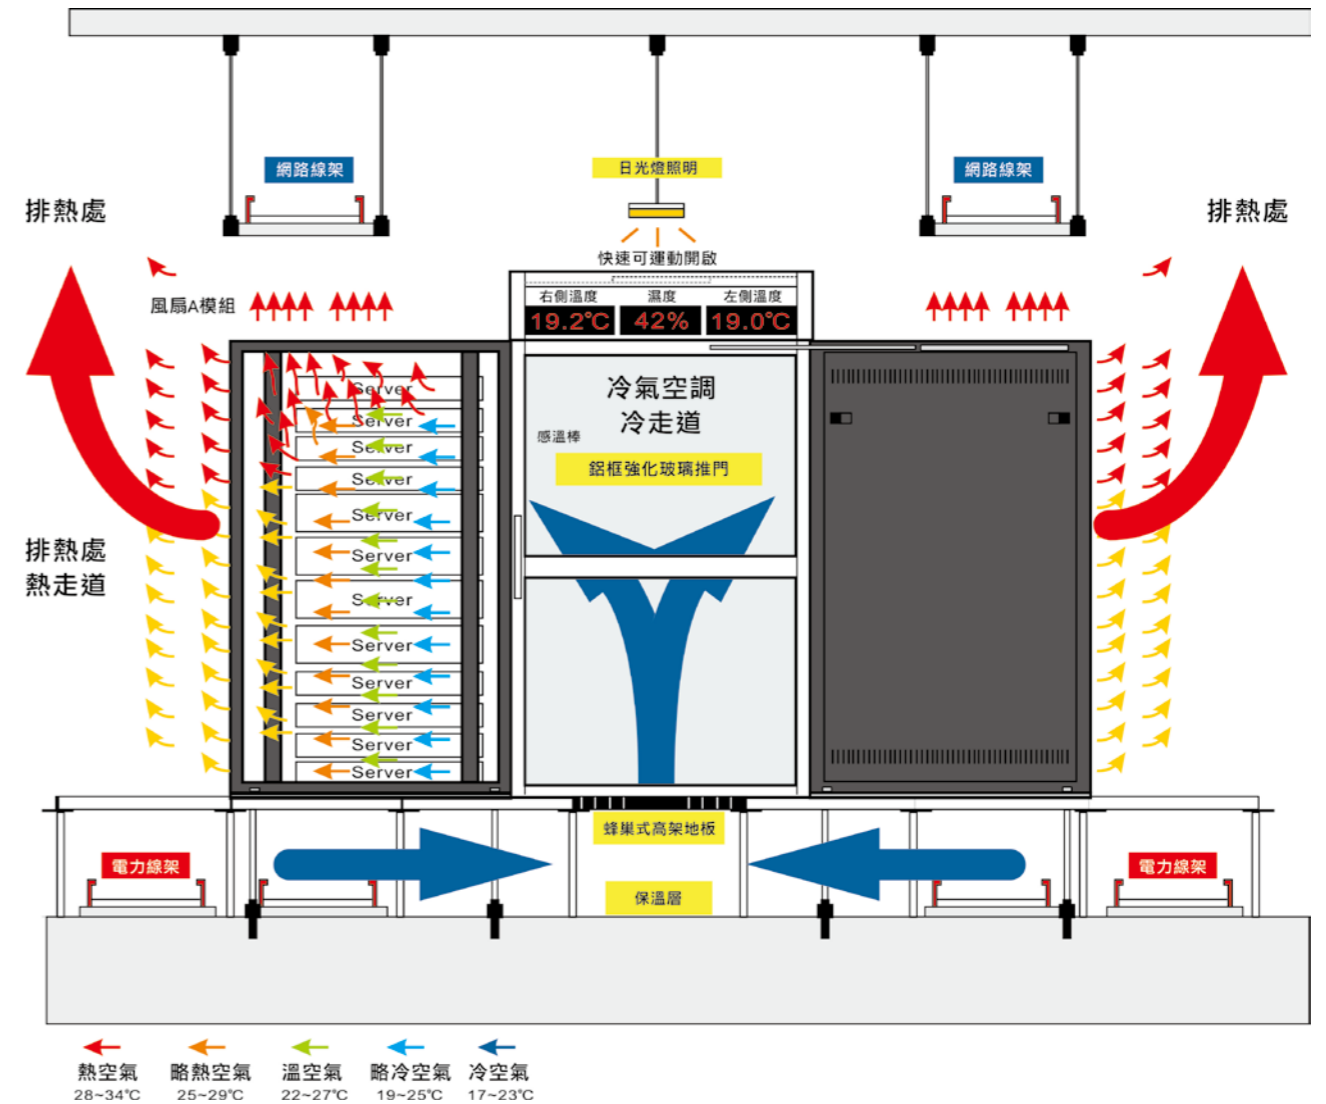 網路線架
日光燈照明
網路線架
排熱處
排熱處
快速可運動開啟
風扇A模組
右側溫度
濕度
左側溫度
19.2℃
42%
19.0℃
冷氣空調
冷走道
感溫棒
鋁框強化玻璃推門
Server
Server
Server
Server
Server
Server
Server
Server
Server
Server
Server
Server
排熱處
熱走道
蜂巢式高架地板
電力線架
電力線架
保溫層
熱空氣
略熱空氣
溫空氣
略冷空氣
冷空氣
28~34℃
25~29℃
22~27℃
19~25℃
17~23℃